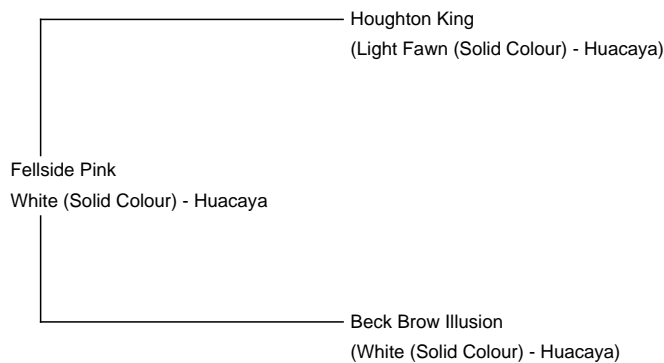 Houghton King
(Light Fawn (Solid Colour) - Huacaya)
Fellside Pink
White (Solid Colour) - Huacaya
Beck Brow Illusion
(White (Solid Colour) - Huacaya)